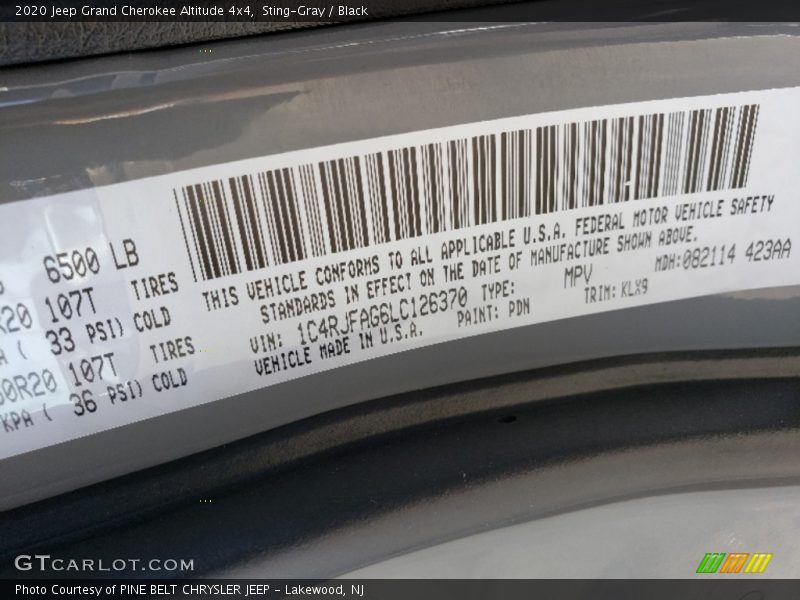 2020 Jeep Grand Cherokee Altitude 4x4, Sting-Gray / Black
6500 LB
R20 107T TIRES
( 33 PSI) COLD
50R20 107T TIRES
KPA ( 36 PSI) COLD
THIS VEHICLE CONFORMS TO ALL APPLICABLE U.S.A. FEDERAL MOTOR VEHICLE SAFETY
STANDARDS IN EFFECT ON THE DATE OF MANUFACTURE SHOWN ABOVE.
VIN: 1C4RJFAG6LC126370 TYPE: MPV MDH:082114 423AA
VEHICLE MADE IN U.S.A. PAINT: PDN TRIM: KLX9
GTCARLOT.COM
Photo Courtesy of PINE BELT CHRYSLER JEEP - Lakewood, NJ